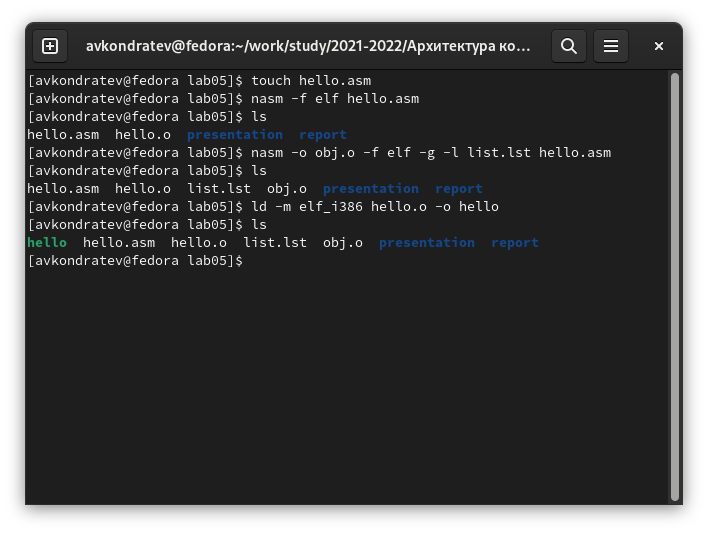 avkondratev@fedora:~/work/study/2021-2022/Архитектура ко...
[avkondratev@fedora lab05]$ touch hello.asm
[avkondratev@fedora lab05]$ nasm -f elf hello.asm
[avkondratev@fedora lab05]$ ls
hello.asm  hello.o  presentation  report
[avkondratev@fedora lab05]$ nasm -o obj.o -f elf -g -l list.lst hello.asm
[avkondratev@fedora lab05]$ ls
hello.asm  hello.o  list.lst  obj.o  presentation  report
[avkondratev@fedora lab05]$ ld -m elf_i386 hello.o -o hello
[avkondratev@fedora lab05]$ ls
hello  hello.asm  hello.o  list.lst  obj.o  presentation  report
[avkondratev@fedora lab05]$